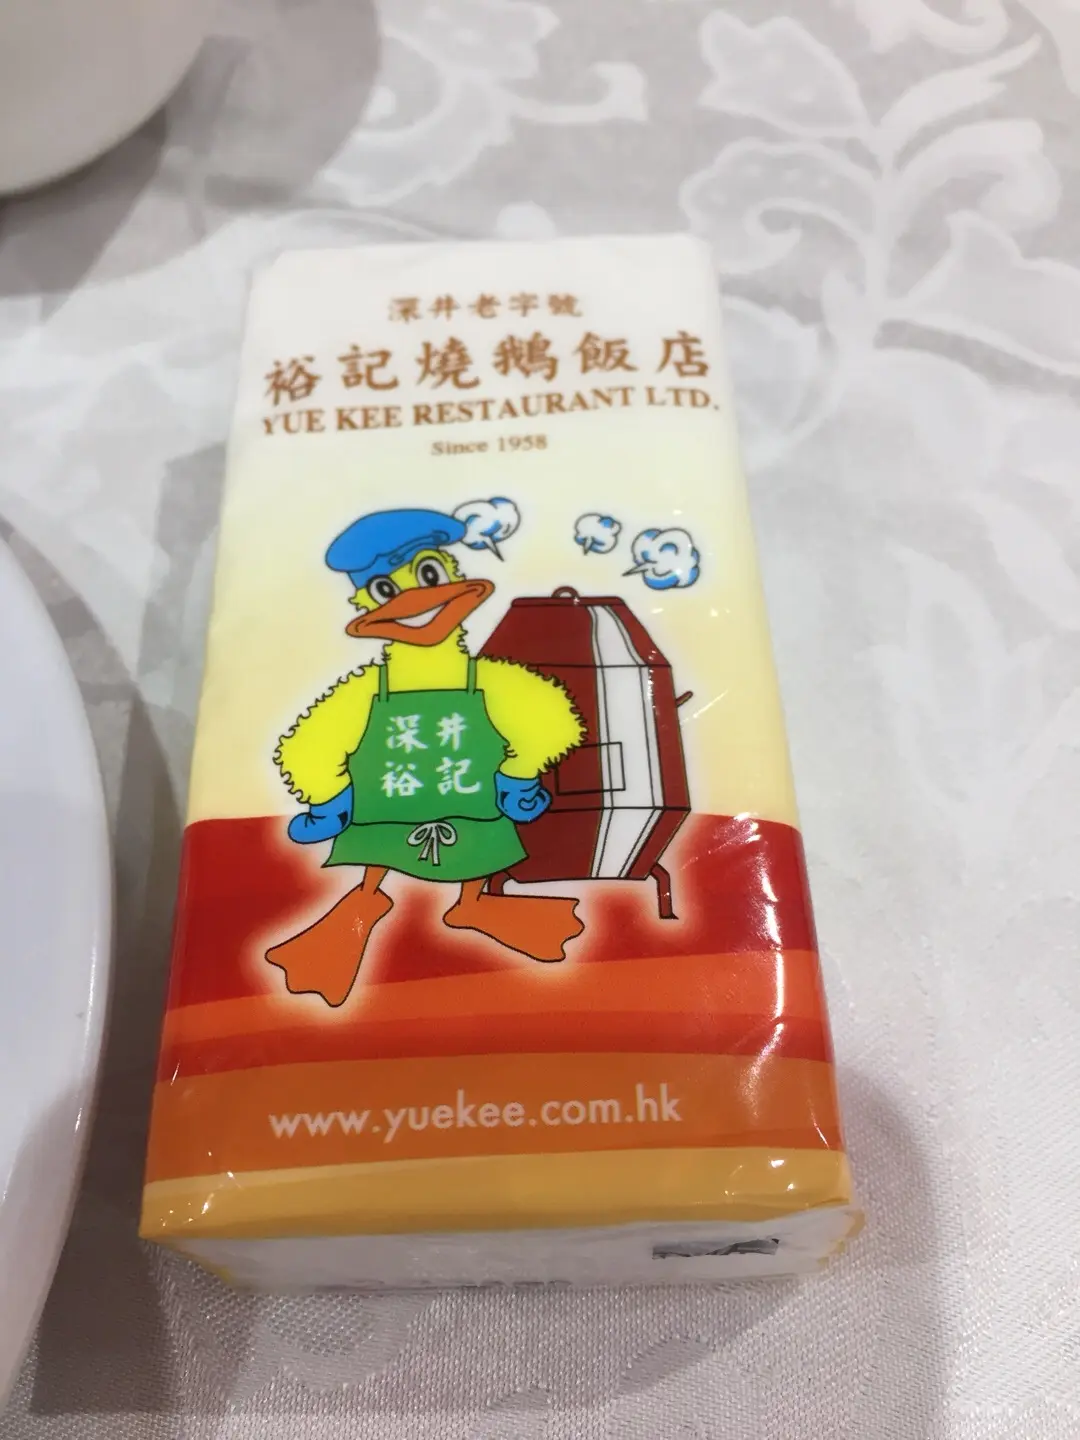 深井老字號
裕記燒鵝飯店
YUE KEE RESTAURANT LTD.
Since 1958
深井
裕記
www.yuekee.com.hk